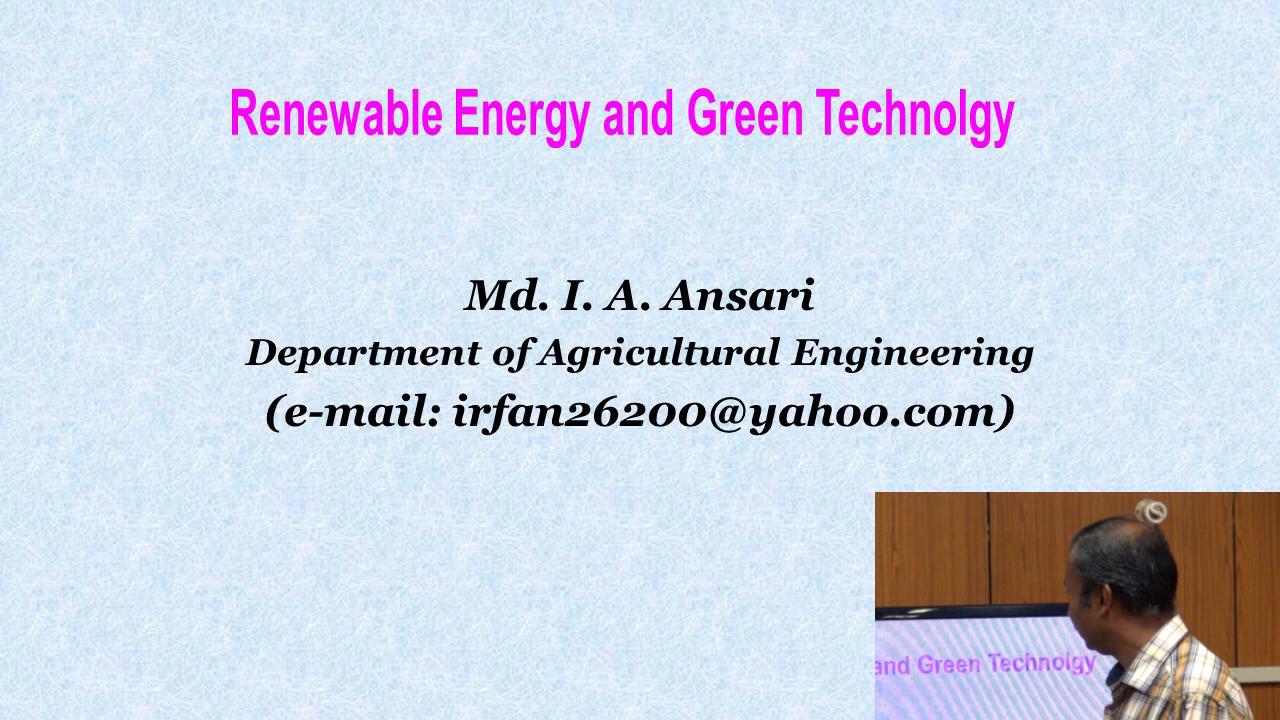 Renewable Energy and Green Technolgy
Md. I. A. Ansari
Department of Agricultural Engineering
(e-mail: irfan26200@yahoo.com)
and Green Technolgy